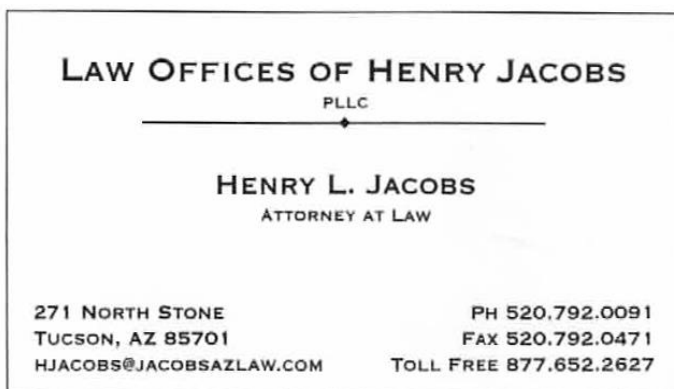 LAW OFFICES OF HENRY JACOBS
PLLC
HENRY L. JACOBS
ATTORNEY AT LAW
271 NORTH STONE
TUCSON, AZ 85701
HJACOBS@JACOBSAZLAW.COM
PH 520.792.0091
FAX 520.792.0471
TOLL FREE 877.652.2627